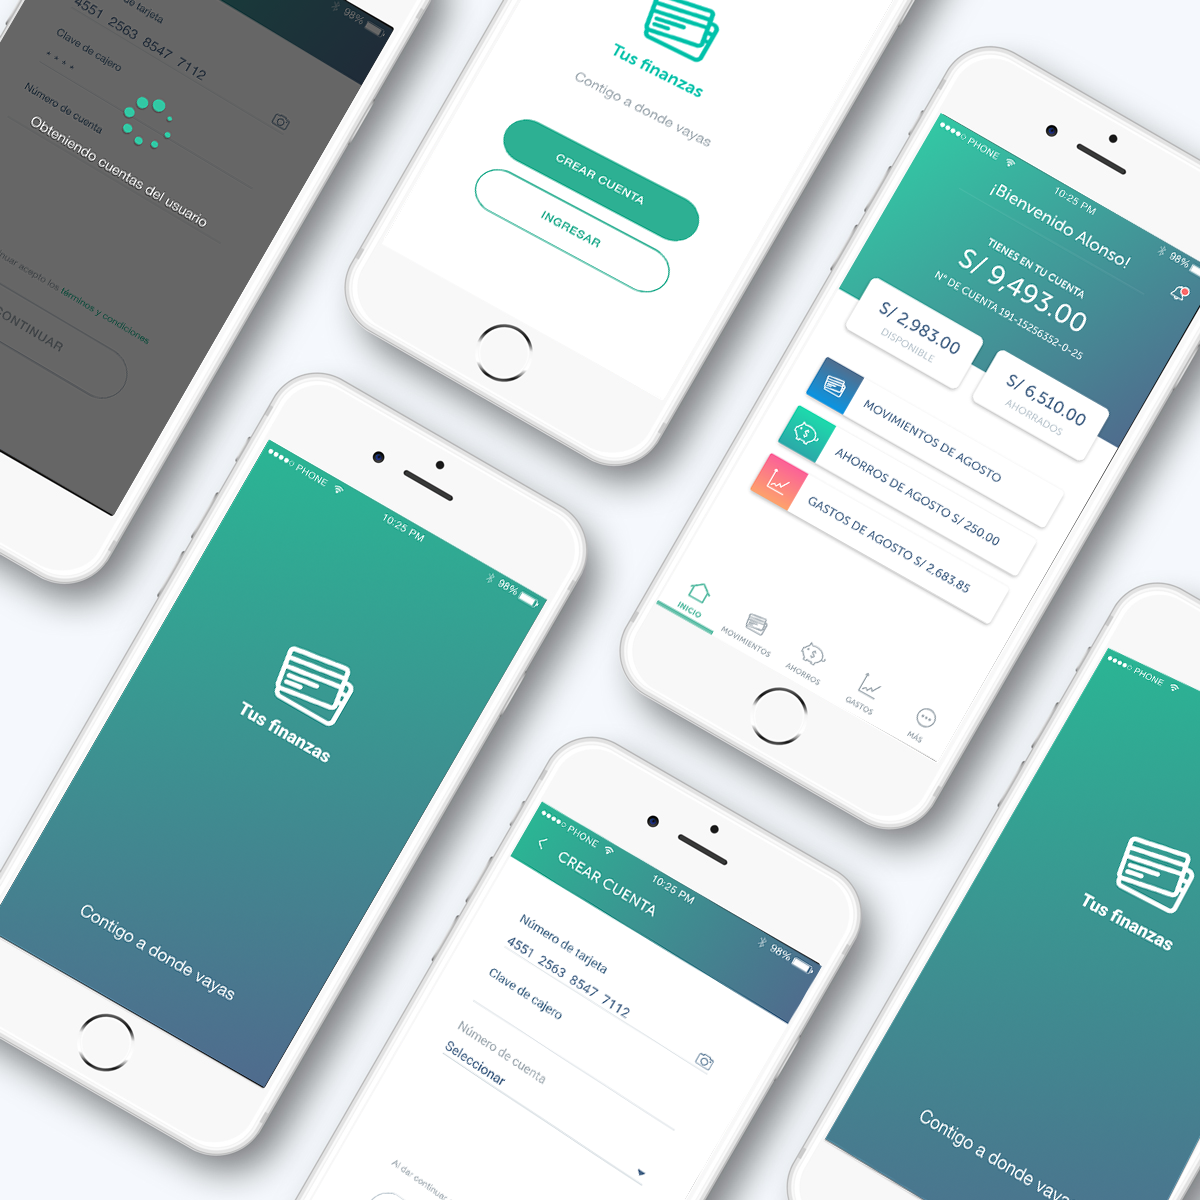 98%
de tarjeta
4551 2563 8547 7112
Clave de cajero
Número de cuenta
Obteniendo cuentas del usuario
acepto los términos y condiciones
CONTINUAR
Tus finanzas
Contigo a donde vayas
CREAR CUENTA
INGRESAR
PHONE
10:25 PM
98%
¡Bienvenido Alonso!
TIENES EN TU CUENTA
S/ 9,493.00
N° DE CUENTA 191-15256352-0-25
S/ 2,983.00
DISPONIBLE
S/ 6,510.00
AHORRADOS
MOVIMIENTOS DE AGOSTO
AHORROS DE AGOSTO S/ 250.00
GASTOS DE AGOSTO S/ 2,683.85
INICIO
MOVIMIENTOS
AHORROS
GASTOS
MÁS
PHONE
10:25 PM
98%
Tus finanzas
Contigo a donde vayas
PHONE
10:25 PM
98%
CREAR CUENTA
Número de tarjeta
4551 2563 8547 7112
Clave de cajero
Número de cuenta
Seleccionar
Al dar continuar
PHONE
Tus finanzas
Contigo a donde vaya